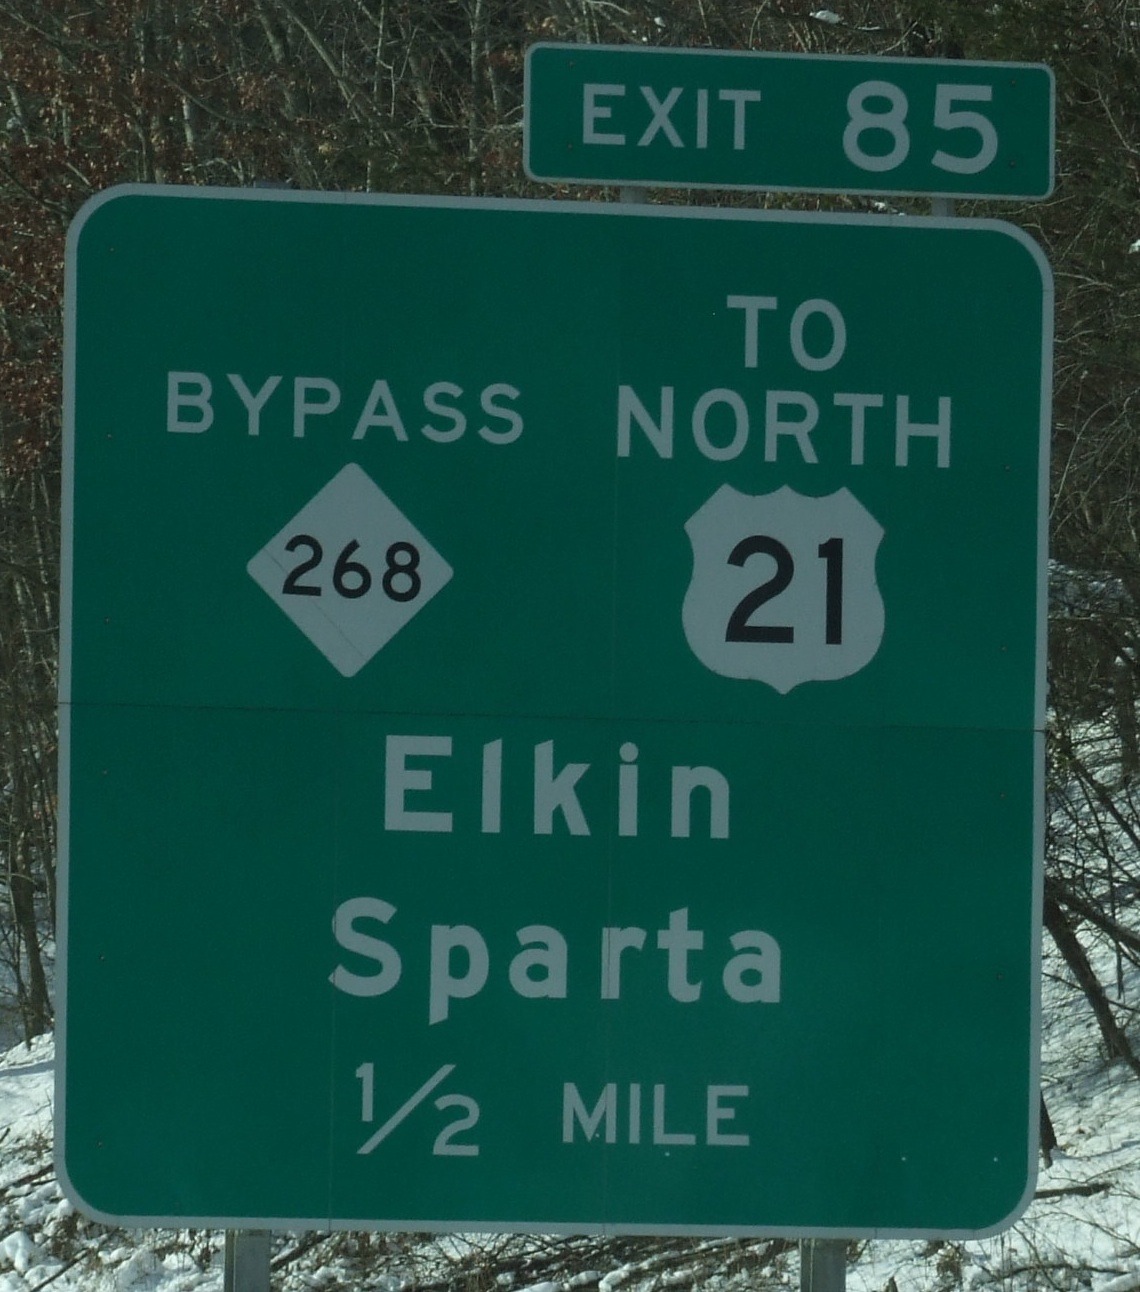 EXIT 85
TO
BYPASS NORTH
268 21
Elkin
Sparta
1/2 MILE